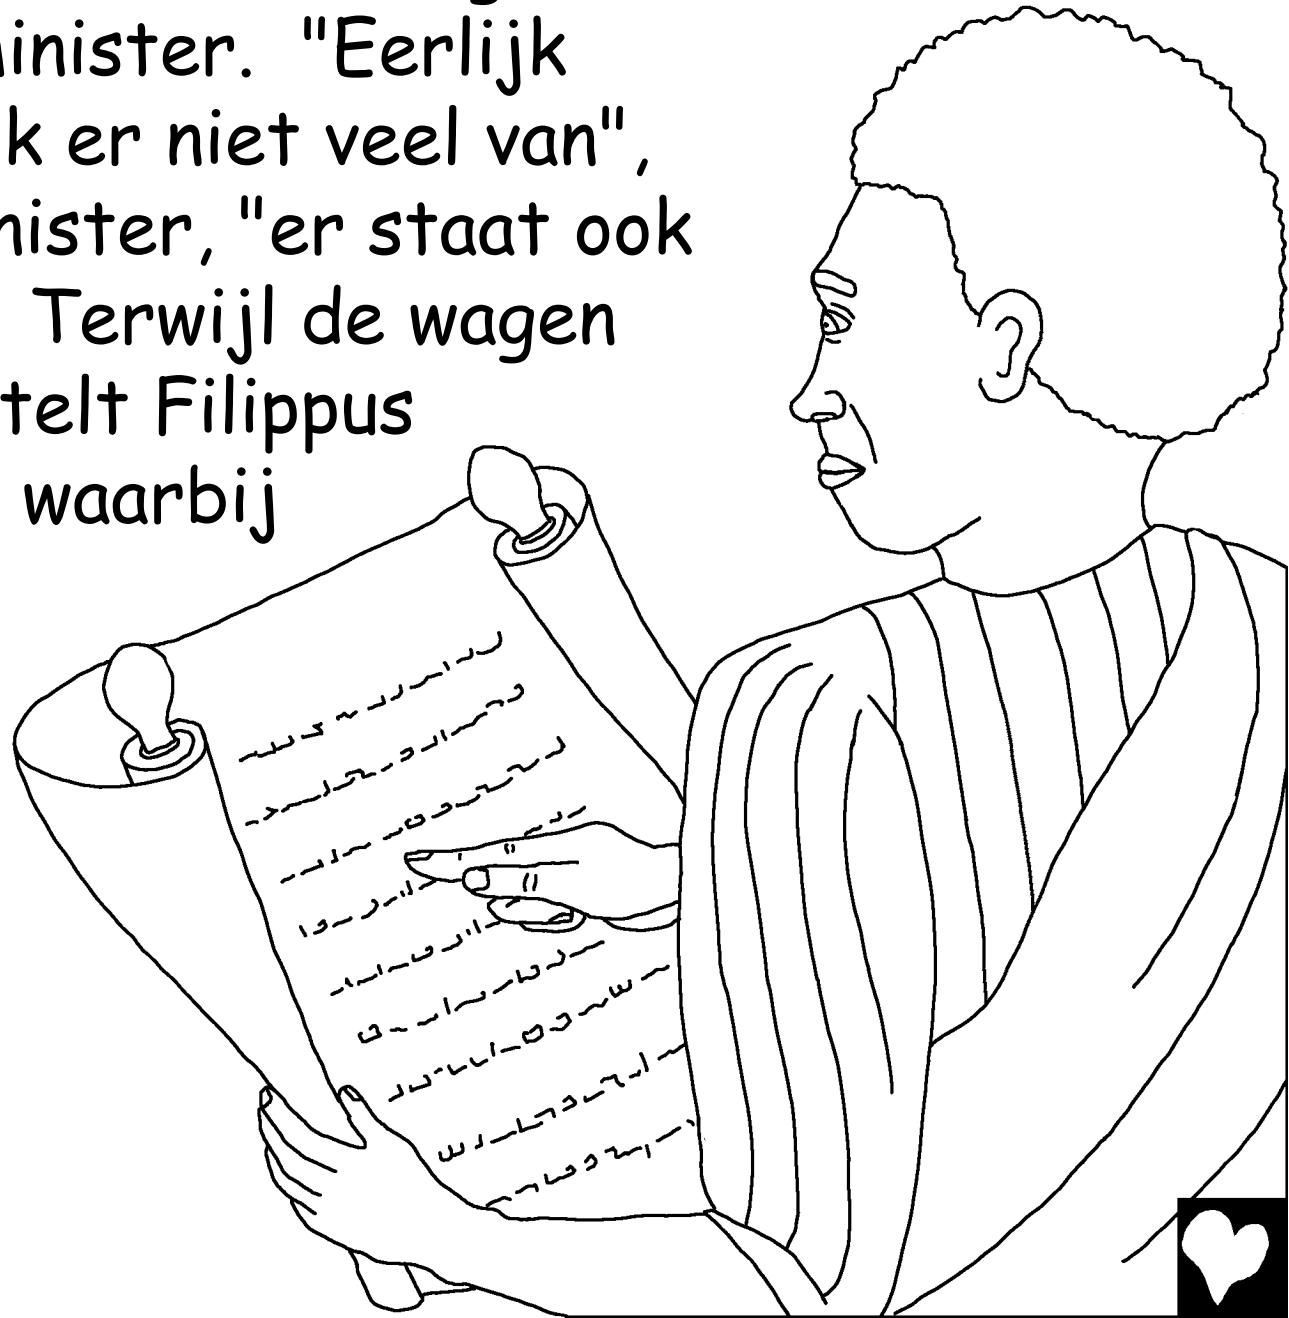 inister. "Eerlijk
k er niet veel van",
nister, "er staat ook
Terwijl de wagen
telt Filippus
waarbij